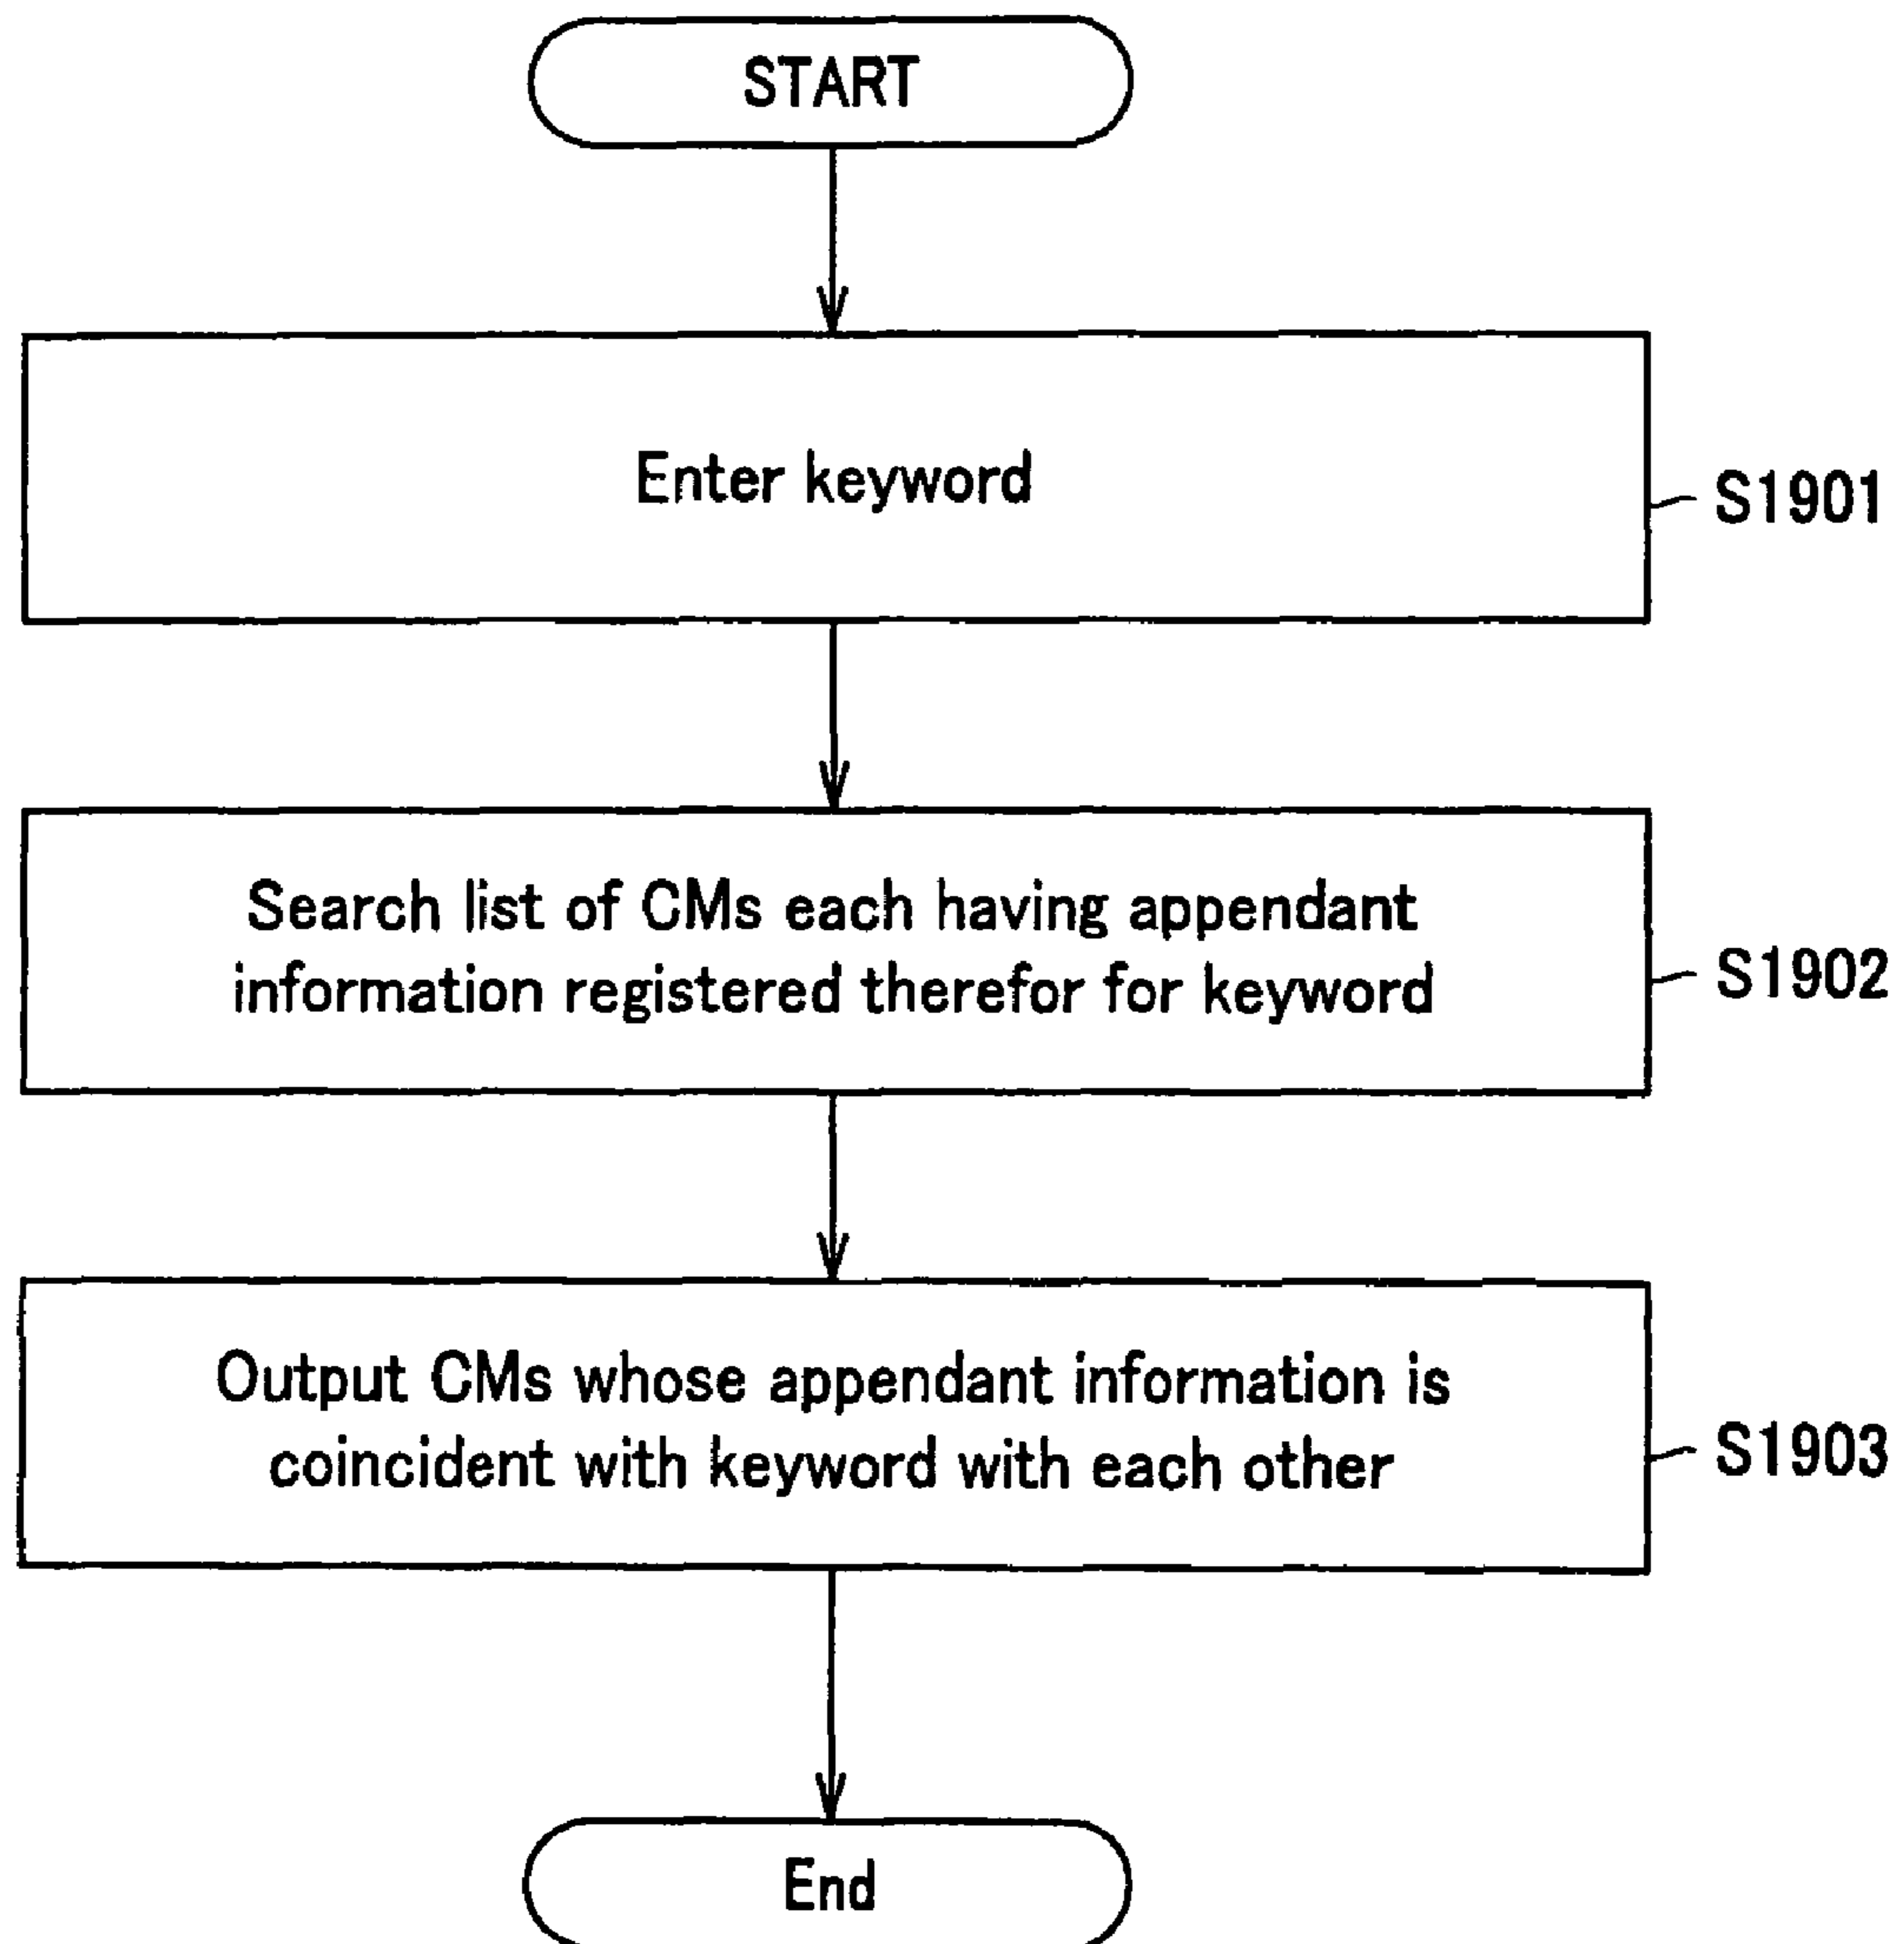 START
Enter keyword
S1901
Search list of CMs each having appendant
information registered therefor for keyword
S1902
Output CMs whose appendant information is
coincident with keyword with each other
S1903
End